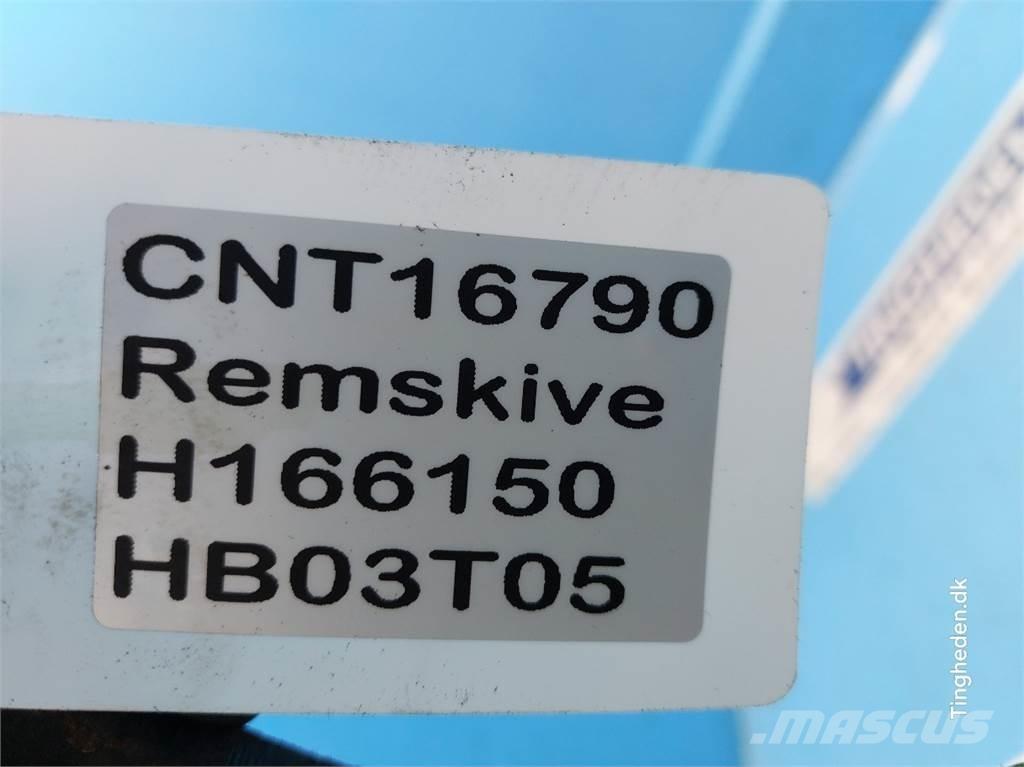 CNT16790
Remskive
H166150
HB03T05
Tingheden.dk
MASCUS